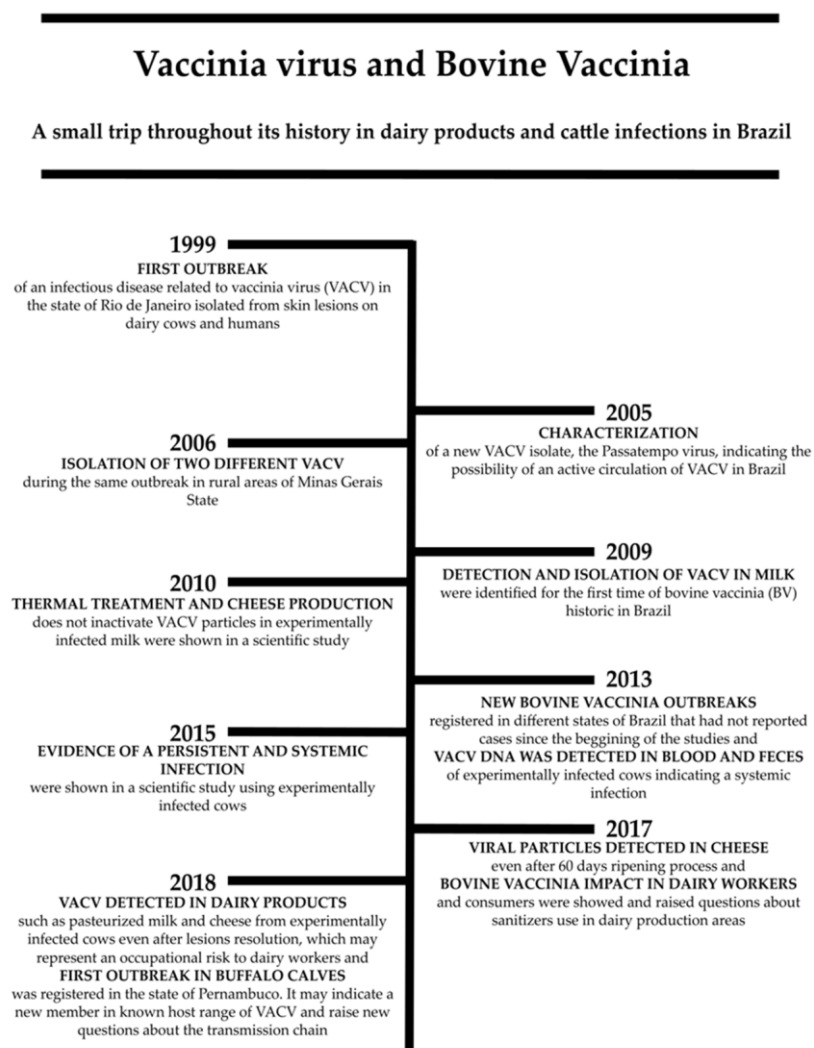 Vaccinia virus and Bovine Vaccinia
A small trip throughout its history in dairy products and cattle infections in Brazil
1999
FIRST OUTBREAK
of an infectious disease related to vaccinia virus (VACV) in
the state of Rio de Janeiro isolated from skin lesions on
dairy cows and humans
2005
CHARACTERIZATION
of a new VACV isolate, the Passatempo virus, indicating the
possibility of an active circulation of VACV in Brazil
2006
ISOLATION OF TWO DIFFERENT VACV
during the same outbreak in rural areas of Minas Gerais
State
2009
DETECTION AND ISOLATION OF VACV IN MILK
were identified for the first time of bovine vaccinia (BV)
historic in Brazil
2010
THERMAL TREATMENT AND CHEESE PRODUCTION
does not inactivate VACV particles in experimentally
infected milk were shown in a scientific study
2013
NEW BOVINE VACCINIA OUTBREAKS
registered in different states of Brazil that had not reported
cases since the beggining of the studies and
VACV DNA WAS DETECTED IN BLOOD AND FECES
of experimentally infected cows indicating a systemic
infection
2015
EVIDENCE OF A PERSISTENT AND SYSTEMIC
INFECTION
were shown in a scientific study using experimentally
infected cows
2017
VIRAL PARTICLES DETECTED IN CHEESE
even after 60 days ripening process and
BOVINE VACCINIA IMPACT IN DAIRY WORKERS
and consumers were showed and raised questions about
sanitizers use in dairy production areas
2018
VACV DETECTED IN DAIRY PRODUCTS
such as pasteurized milk and cheese from experimentally
infected cows even after lesions resolution, which may
represent an occupational risk to dairy workers and
FIRST OUTBREAK IN BUFFALO CALVES
was registered in the state of Pernambuco. It may indicate a
new member in known host range of VACV and raise new
questions about the transmission chain